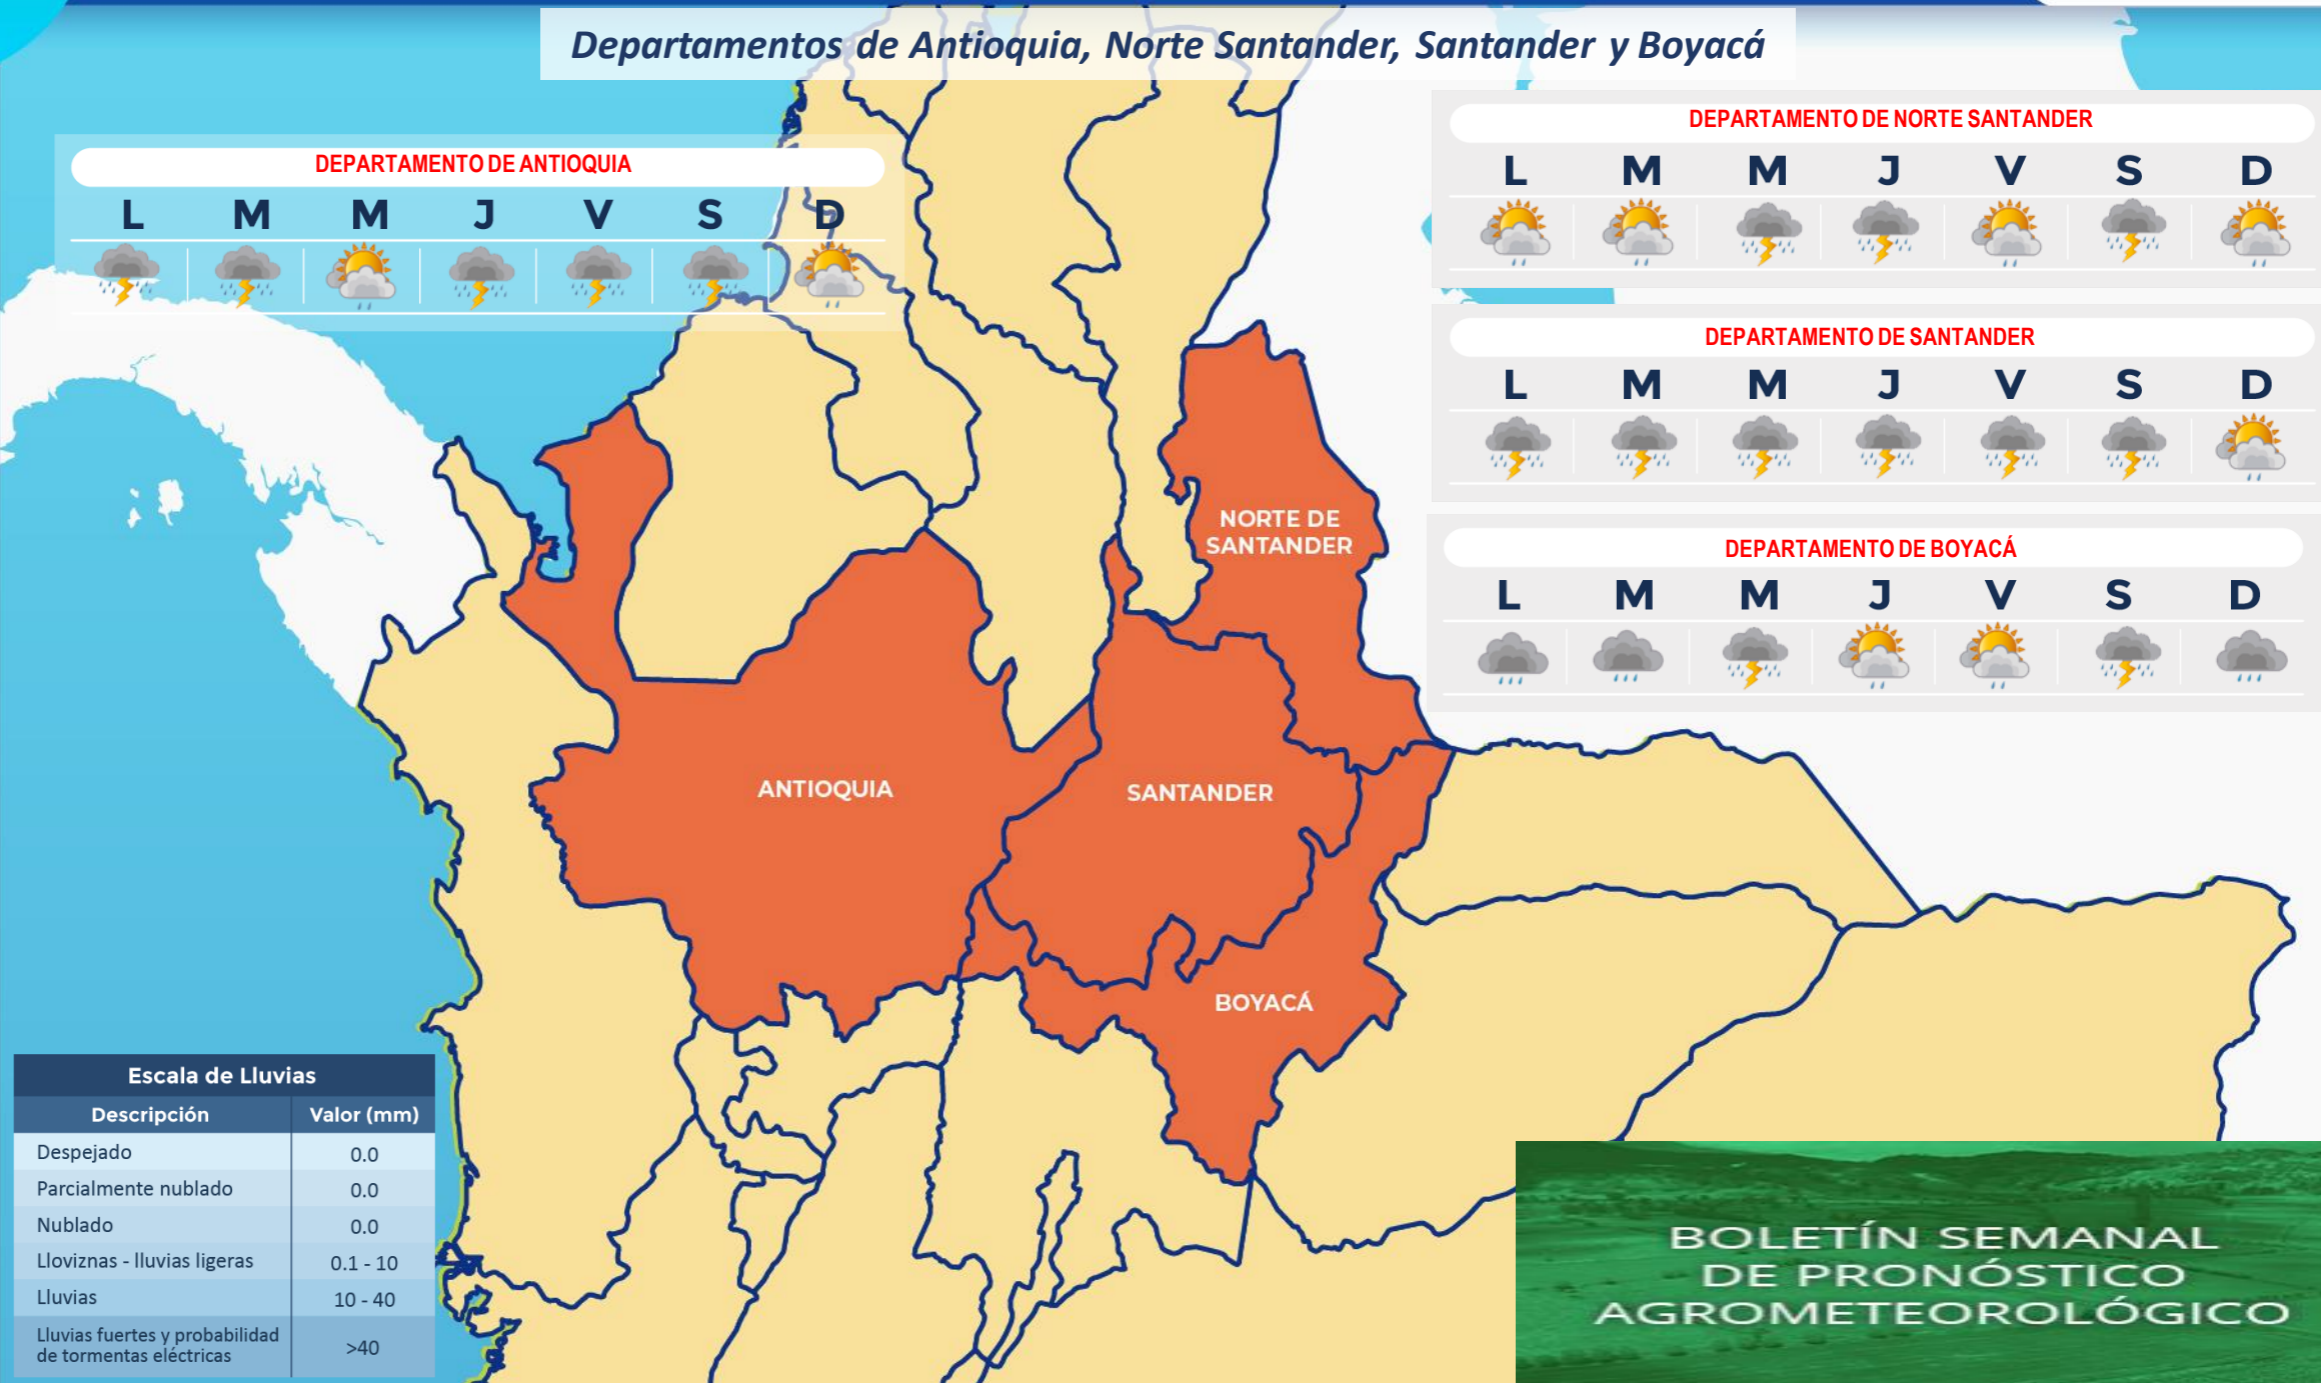 Departamentos de Antioquia, Norte Santander, Santander y Boyacá
DEPARTAMENTO DE ANTIOQUIA
L M M J V S D
DEPARTAMENTO DE NORTE SANTANDER
L M M J V S D
DEPARTAMENTO DE SANTANDER
L M M J V S D
DEPARTAMENTO DE BOYACÁ
L M M J V S D
NORTE DE
SANTANDER
ANTIOQUIA
SANTANDER
BOYACÁ
Escala de Lluvias
Descripción Valor (mm)
Despejado 0.0
Parcialmente nublado 0.0
Nublado 0.0
Lloviznas - lluvias ligeras 0.1 - 10
Lluvias 10 - 40
Lluvias fuertes y probabilidad
de tormentas eléctricas >40
BOLETÍN SEMANAL
DE PRONÓSTICO
AGROMETEOROLÓGICO